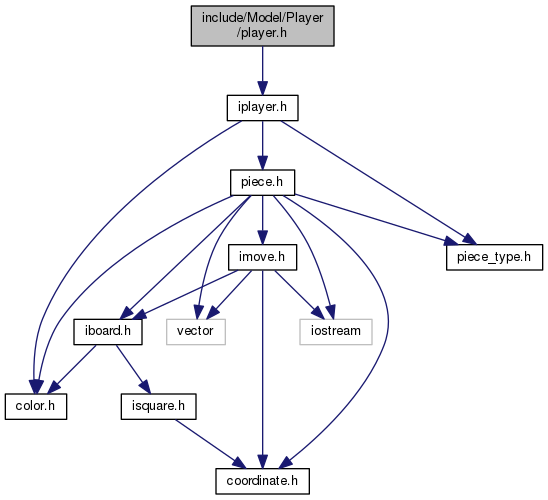 include/Model/Player
/player.h
iplayer.h
piece.h
imove.h
piece_type.h
iboard.h
vector
iostream
color.h
isquare.h
coordinate.h